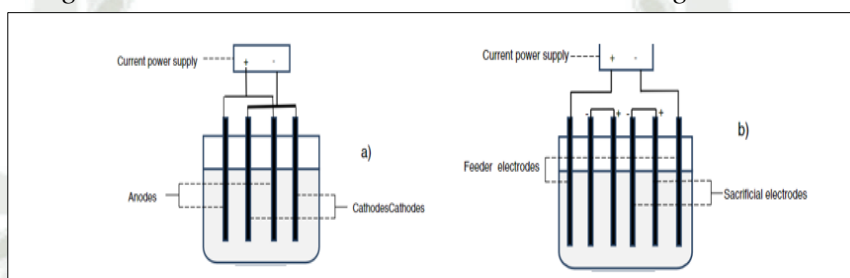 Current power supply
+ -
a)
Anodes
CathodesCathodes
Current power supply
+ -
- + - +
b)
Feeder electrodes
Sacrificial electrodes